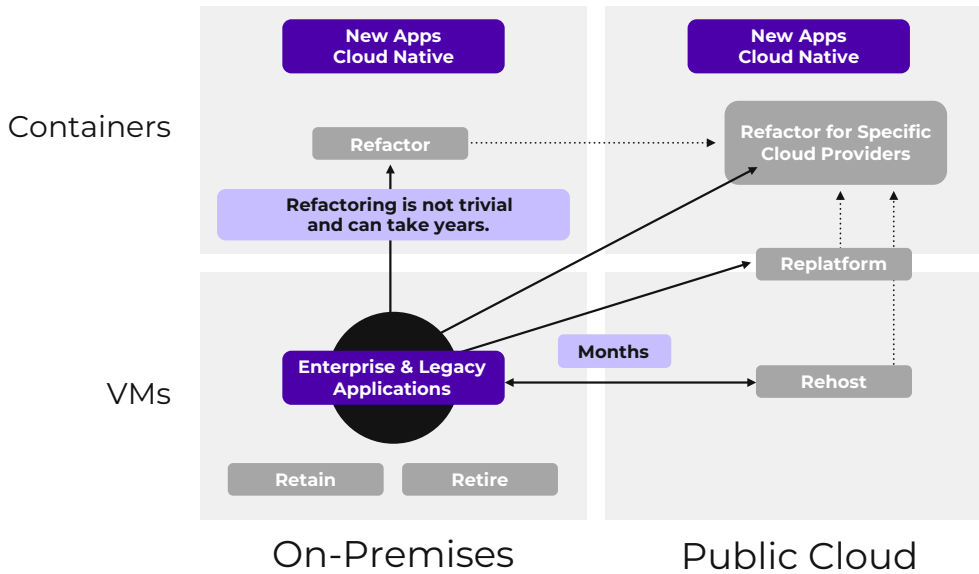 New Apps
Cloud Native
New Apps
Cloud Native
Containers
Refactor
Refactor for Specific
Cloud Providers
Refactoring is not trivial
and can take years.
Replatform
Months
VMs
Enterprise & Legacy
Applications
Rehost
Retain
Retire
On-Premises
Public Cloud